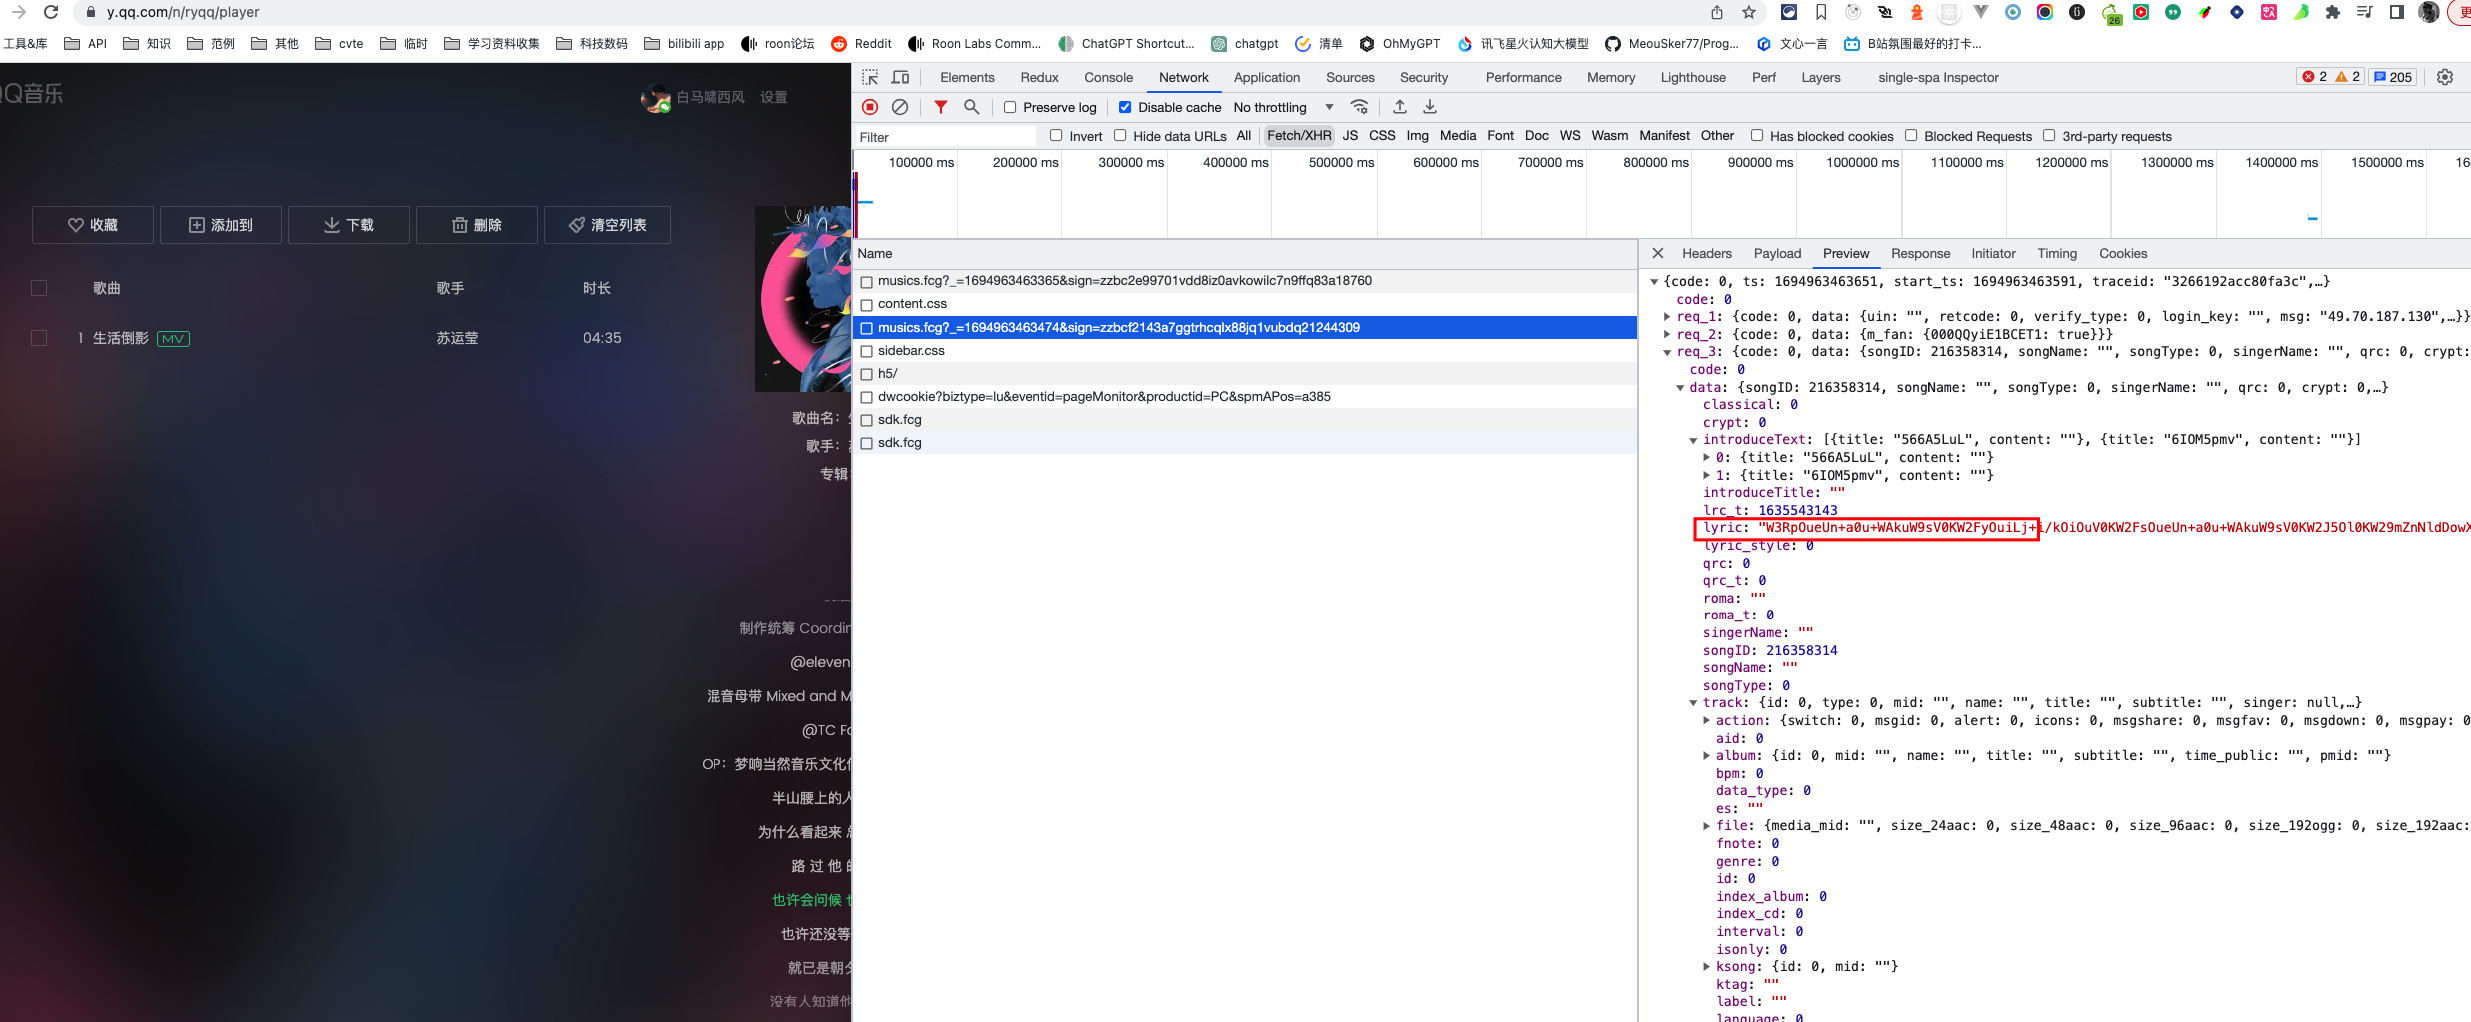 y.qq.com/n/ryqq/player
工具&库 API 知识 范例 其他 cvte 临时 学习资料收集 科技数码 bilibili app roon论坛 Reddit Roon Labs Comm... ChatGPT Shortcut... chatgpt 清单 OhMyGPT 讯飞星火认知大模型 MeouSker77/Prog... 文心一言 B站氛围最好的打卡...
QQ音乐
白马啸西风 设置
收藏 添加到 下载 删除 清空列表
歌曲 歌手 时长
1 生活倒影 MV 苏运莹 04:35
歌曲名：
歌手：
专辑
制作统筹 Coordin
@eleven
混音母带 Mixed and M
@TC Fa
OP：梦响当然音乐文化传
半山腰上的人
为什么看起来 总
路 过 他 的
也许会问候 也
也许还没等
就已是朝夕
没有人知道他
Elements Redux Console Network Application Sources Security Performance Memory Lighthouse Perf Layers single-spa Inspector 2 2 205
Preserve log Disable cache No throttling
Filter Invert Hide data URLs All Fetch/XHR JS CSS Img Media Font Doc WS Wasm Manifest Other Has blocked cookies Blocked Requests 3rd-party requests
100000 ms 200000 ms 300000 ms 400000 ms 500000 ms 600000 ms 700000 ms 800000 ms 900000 ms 1000000 ms 1100000 ms 1200000 ms 1300000 ms 1400000 ms 1500000 ms 16
Name
musics.fcg?_=1694963463365&sign=zzbc2e99701vdd8iz0avkowilc7n9ffq83a18760
content.css
musics.fcg?_=1694963463474&sign=zzbcf2143a7ggtrhcqlx88jq1vubdq21244309
sidebar.css
h5/
dwcookie?biztype=lu&eventid=pageMonitor&productid=PC&spmAPos=a385
sdk.fcg
sdk.fcg
Headers Payload Preview Response Initiator Timing Cookies
{code: 0, ts: 1694963463651, start_ts: 1694963463591, traceid: "3266192acc80fa3c",…}
code: 0
req_1: {code: 0, data: {uin: "", retcode: 0, verify_type: 0, login_key: "", msg: "49.70.187.130",…}}
req_2: {code: 0, data: {m_fan: {000QQyiE1BCET1: true}}}
req_3: {code: 0, data: {songID: 216358314, songName: "", songType: 0, singerName: "", qrc: 0, crypt:
code: 0
data: {songID: 216358314, songName: "", songType: 0, singerName: "", qrc: 0, crypt: 0,…}
classical: 0
crypt: 0
introduceText: [{title: "566A5LuL", content: ""}, {title: "6IOM5pmv", content: ""}]
0: {title: "566A5LuL", content: ""}
1: {title: "6IOM5pmv", content: ""}
introduceTitle: ""
lrc_t: 1635543143
lyric: "W3RpOueUn+a0u+WAkuW9sV0KW2FyOuiLj+i/kOiOuV0KW2FsOueUn+a0u+WAkuW9sV0KW2J5Ol0KW29mZnNldDowX
lyric_style: 0
qrc: 0
qrc_t: 0
roma: ""
roma_t: 0
singerName: ""
songID: 216358314
songName: ""
songType: 0
track: {id: 0, type: 0, mid: "", name: "", title: "", subtitle: "", singer: null,…}
action: {switch: 0, msgid: 0, alert: 0, icons: 0, msgshare: 0, msgfav: 0, msgdown: 0, msgpay: 0
aid: 0
album: {id: 0, mid: "", name: "", title: "", subtitle: "", time_public: "", pmid: ""}
bpm: 0
data_type: 0
es: ""
file: {media_mid: "", size_24aac: 0, size_48aac: 0, size_96aac: 0, size_192ogg: 0, size_192aac:
fnote: 0
genre: 0
id: 0
index_album: 0
index_cd: 0
interval: 0
isonly: 0
ksong: {id: 0, mid: ""}
ktag: ""
label: ""
language: 0